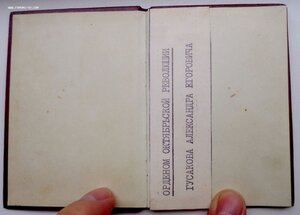 ОРДЕНОМ ОКТЯБРЬСКОЙ РЕВОЛЮЦИИ
ГУСАКОВА АЛЕКСАНДРА ЕГОРОВИЧА